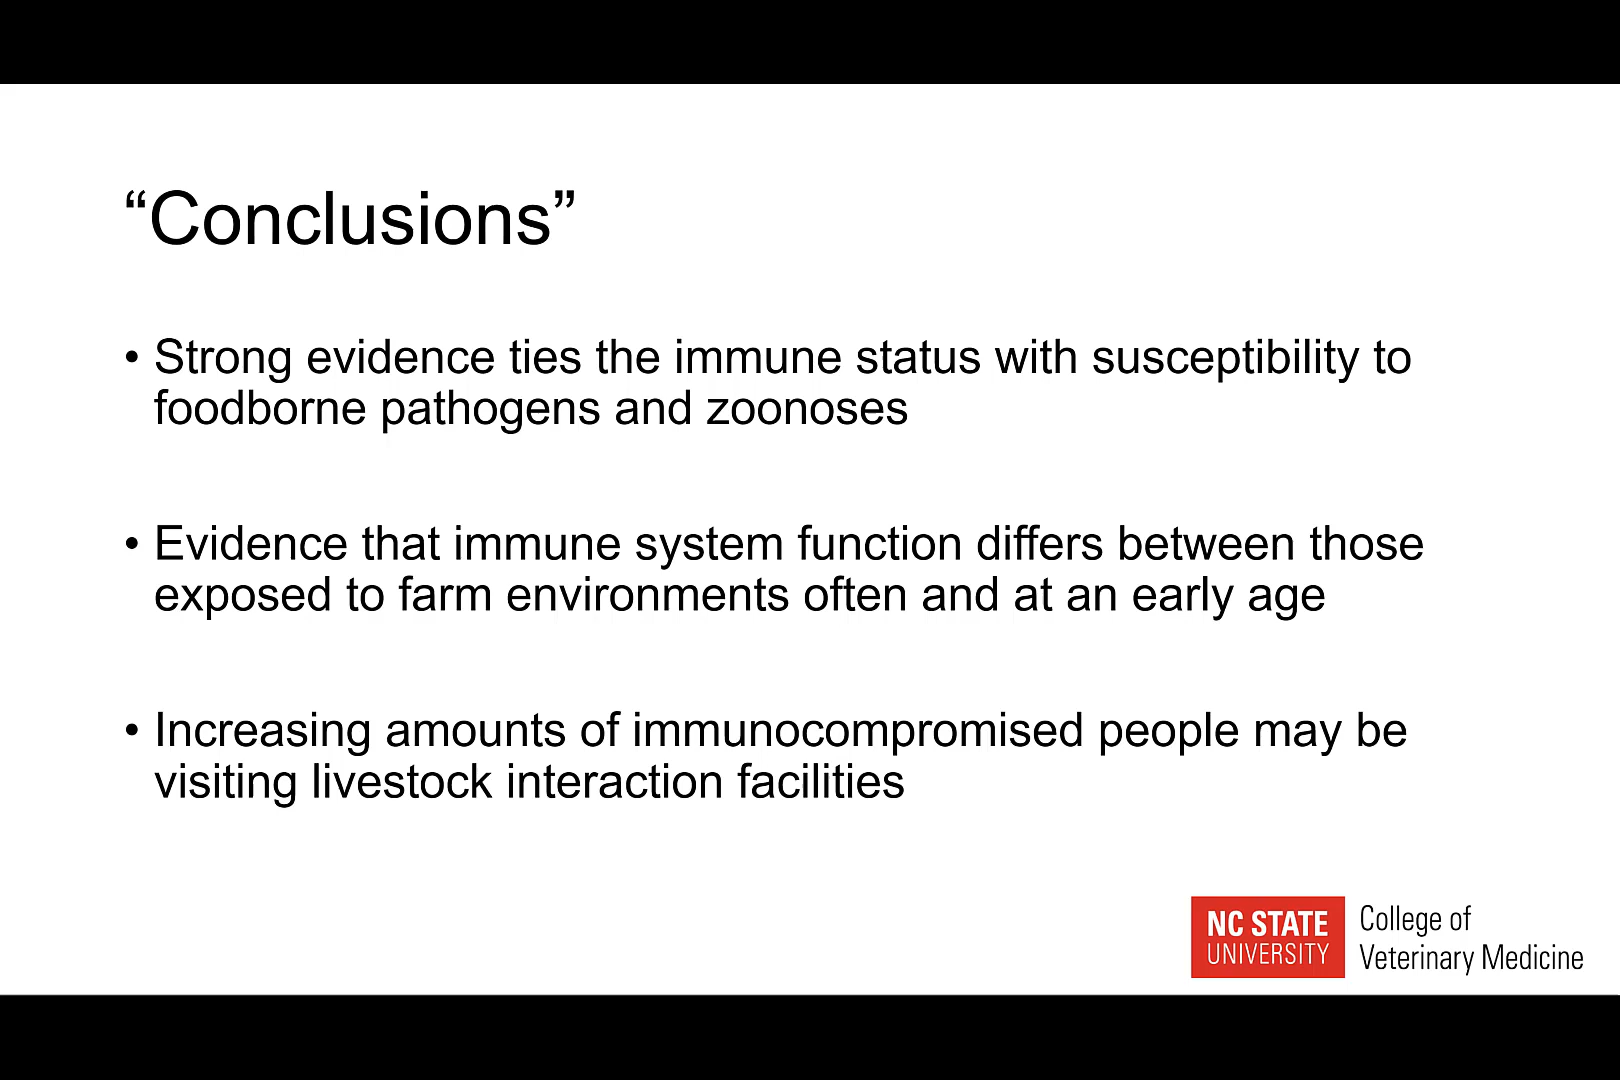 “Conclusions”
• Strong evidence ties the immune status with susceptibility to
foodborne pathogens and zoonoses
• Evidence that immune system function differs between those
exposed to farm environments often and at an early age
• Increasing amounts of immunocompromised people may be
visiting livestock interaction facilities
NC STATE
UNIVERSITY
College of
Veterinary Medicine